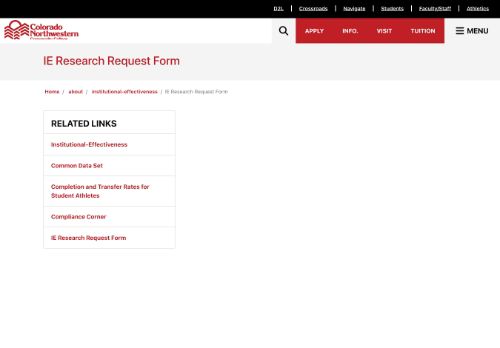 D2L Crossroads Navigate Students Faculty/Staff Athletics
Colorado
Northwestern
Community College
APPLY INFO. VISIT TUITION MENU
IE Research Request Form
Home / about / institutional-effectiveness / IE Research Request Form
RELATED LINKS
Institutional-Effectiveness
Common Data Set
Completion and Transfer Rates for
Student Athletes
Compliance Corner
IE Research Request Form